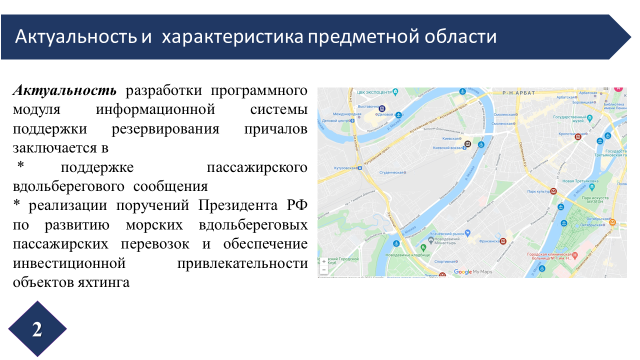 Актуальность и характеристика предметной области
Актуальность разработки программного
модуля информационной системы
поддержки резервирования причалов
заключается в
* поддержке пассажирского
вдольберегового сообщения
* реализации поручений Президента РФ
по развитию морских вдольбереговых
пассажирских перевозок и обеспечение
инвестиционной привлекательности
объектов яхтинга
Р-Н АРБАТ
Google My Maps
2